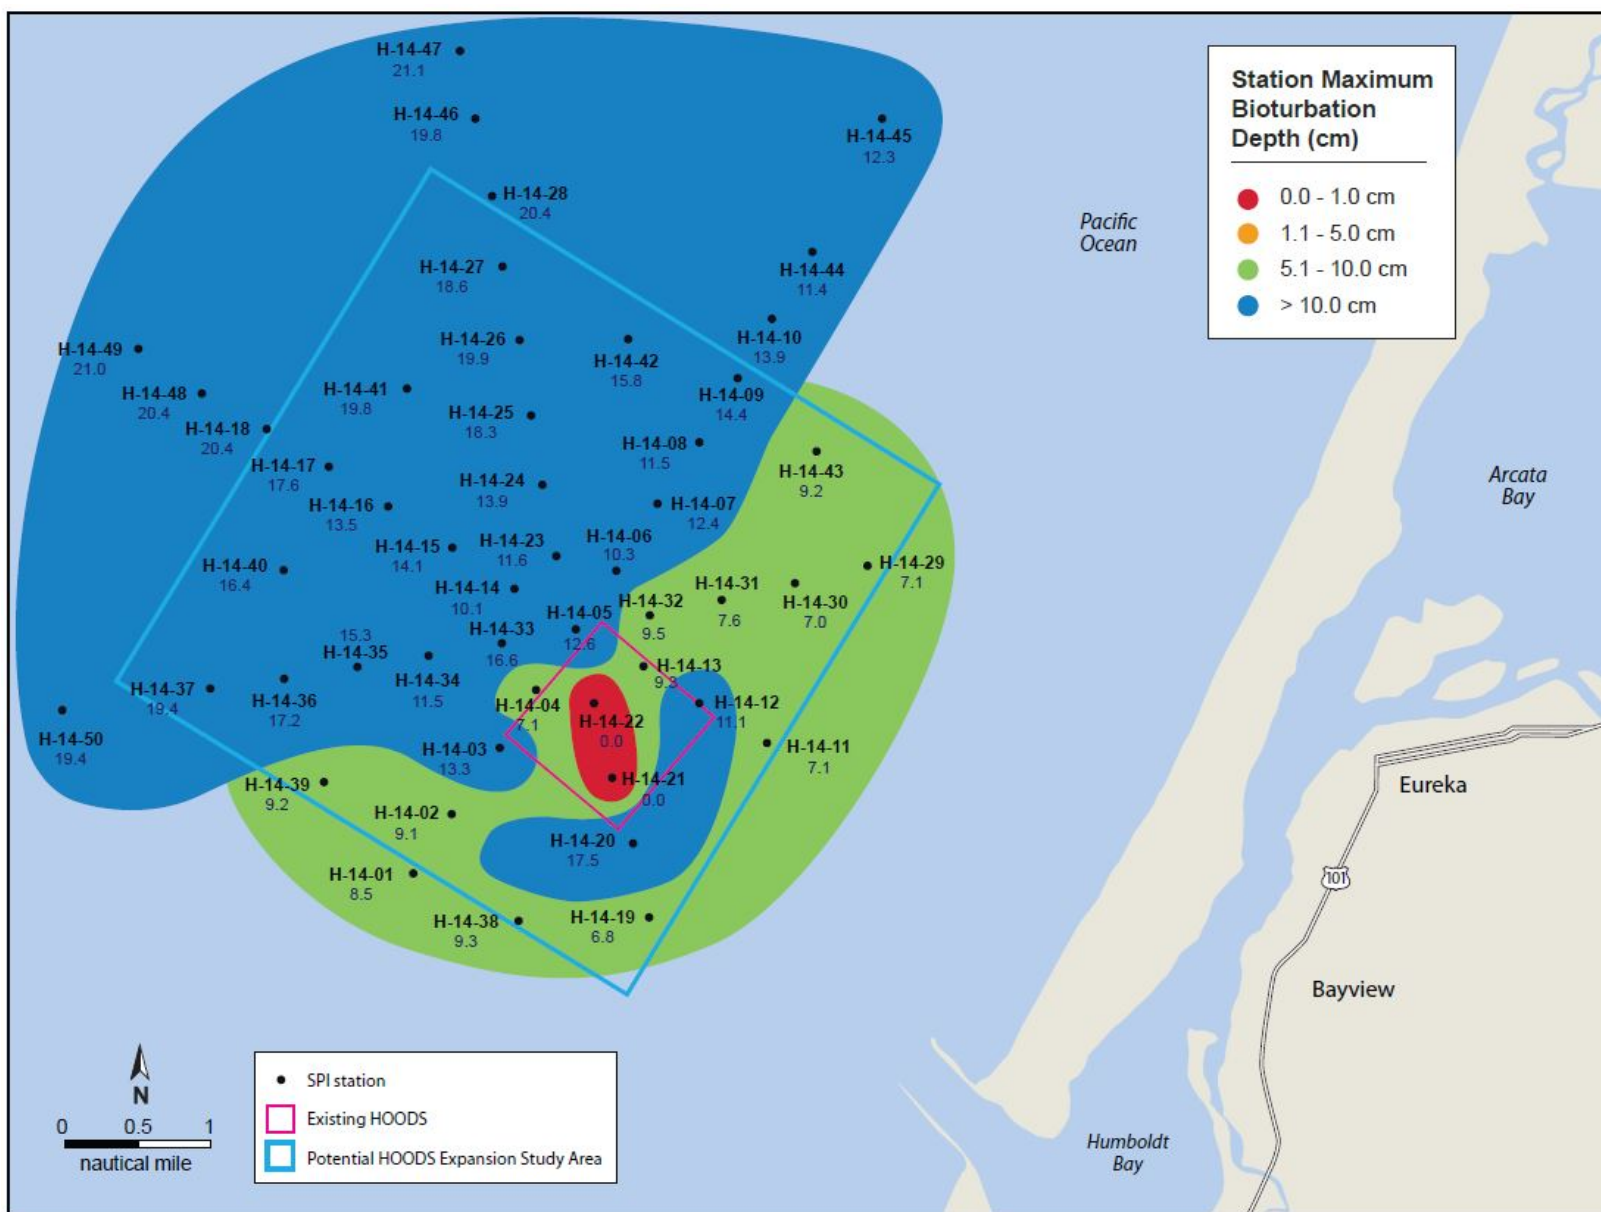 H-14-47
21.1
H-14-46
19.8
H-14-45
12.3
H-14-28
20.4
H-14-27
18.6
H-14-44
11.4
H-14-10
13.9
H-14-26
19.9
H-14-42
15.8
H-14-49
21.0
H-14-48
20.4
H-14-41
19.8
H-14-09
14.4
H-14-18
20.4
H-14-25
18.3
H-14-08
11.5
H-14-43
9.2
H-14-17
17.6
H-14-24
13.9
H-14-16
13.5
H-14-07
12.4
H-14-15
14.1
H-14-23
11.6
H-14-06
10.3
H-14-40
16.4
H-14-29
7.1
H-14-14
10.1
H-14-31
7.6
H-14-30
7.0
H-14-05
12.6
H-14-32
9.5
H-14-33
16.6
15.3
H-14-35
H-14-34
11.5
H-14-13
9.3
H-14-37
19.4
H-14-36
17.2
H-14-04
7.1
H-14-22
0.0
H-14-12
11.1
H-14-50
19.4
H-14-03
13.3
H-14-11
7.1
H-14-39
9.2
H-14-21
0.0
H-14-02
9.1
H-14-20
17.5
H-14-01
8.5
H-14-38
9.3
H-14-19
6.8
Station Maximum
Bioturbation
Depth (cm)
0.0 - 1.0 cm
1.1 - 5.0 cm
5.1 - 10.0 cm
> 10.0 cm
Pacific
Ocean
Arcata
Bay
Eureka
101
Bayview
Humboldt
Bay
N
0 0.5 1
nautical mile
SPI station
Existing HOODS
Potential HOODS Expansion Study Area